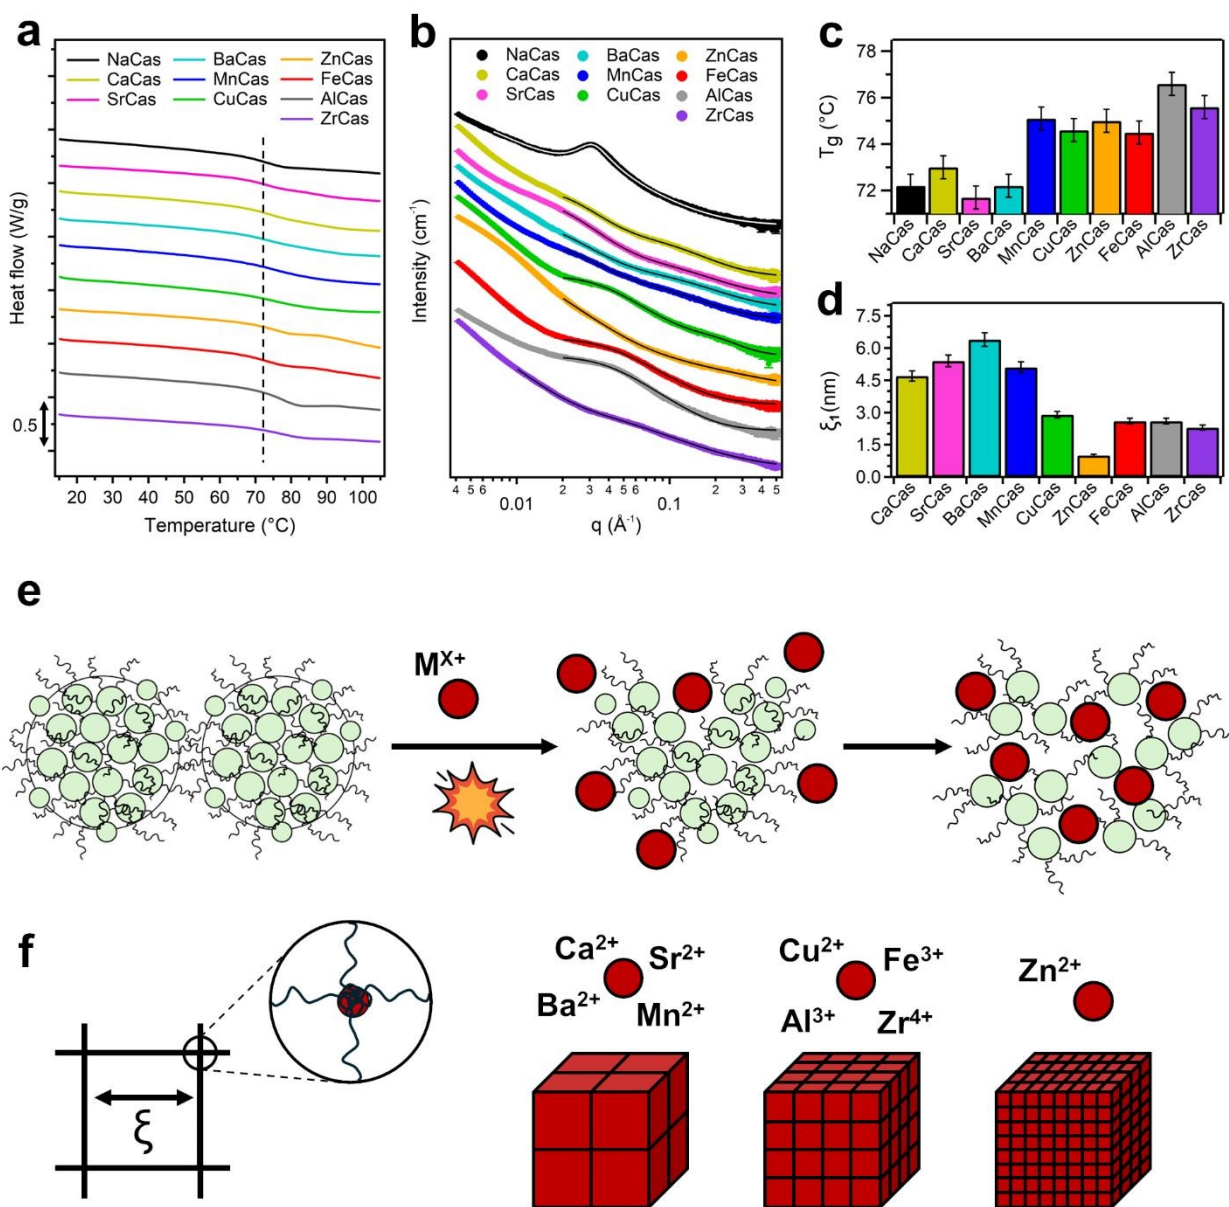 a
NaCas BaCas ZnCas
CaCas MnCas FeCas
SrCas CuCas AlCas
ZrCas
Heat flow (W/g)
0.5
20 30 40 50 60 70 80 90 100
Temperature (°C)
b
NaCas BaCas ZnCas
CaCas MnCas FeCas
SrCas CuCas AlCas
ZrCas
Intensity (cm⁻¹)
4 5 6 2 3 4 5 6 2 3 4 5
0.01 0.1
q (Å⁻¹)
c
78
76
74
72
Tg (°C)
NaCas CaCas SrCas BaCas MnCas CuCas ZnCas FeCas AlCas ZrCas
d
7.5
6.0
4.5
3.0
1.5
0.0
ξ₁ (nm)
CaCas SrCas BaCas MnCas CuCas ZnCas FeCas AlCas ZrCas
e
Mˣ⁺
f
ξ
Ca²⁺ Sr²⁺
Ba²⁺ Mn²⁺
Cu²⁺ Fe³⁺
Al³⁺ Zr⁴⁺
Zn²⁺